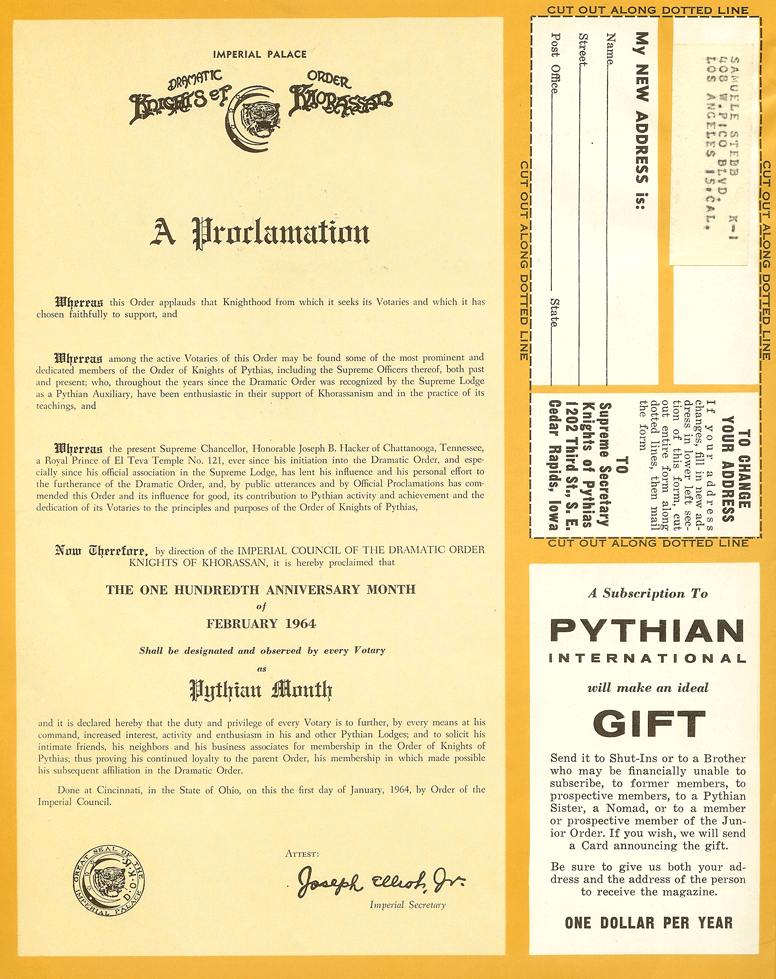 IMPERIAL PALACE
DRAMATIC ORDER
KNIGHTS OF KHORASSAN
A Proclamation
Whereas this Order applauds that Knighthood from which it seeks its Votaries and which it has
chosen faithfully to support, and
Whereas among the active Votaries of this Order may be found some of the most prominent and
dedicated members of the Order of Knights of Pythias, including the Supreme Officers thereof, both past
and present; who, throughout the years since the Dramatic Order was recognized by the Supreme Lodge
as a Pythian Auxiliary, have been enthusiastic in their support of Khorassanism and in the practice of its
teachings, and
Whereas the present Supreme Chancellor, Honorable Joseph B. Hacker of Chattanooga, Tennessee,
a Royal Prince of El Teva Temple No. 121, ever since his initiation into the Dramatic Order, and espe-
cially since his official association in the Supreme Lodge, has lent his influence and his personal effort to
the furtherance of the Dramatic Order, and, by public utterances and by Official Proclamations has com-
mended this Order and its influence for good, its contribution to Pythian activity and achievement and the
dedication of its Votaries to the principles and purposes of the Order of Knights of Pythias,
Now Therefore, by direction of the IMPERIAL COUNCIL OF THE DRAMATIC ORDER
KNIGHTS OF KHORASSAN, it is hereby proclaimed that
THE ONE HUNDREDTH ANNIVERSARY MONTH
of
FEBRUARY 1964
Shall be designated and observed by every Votary
as
Pythian Month
and it is declared hereby that the duty and privilege of every Votary is to further, by every means at his
command, increased interest, activity and enthusiasm in his and other Pythian Lodges; and to solicit his
intimate friends, his neighbors and his business associates for membership in the Order of Knights of
Pythias; thus proving his continued loyalty to the parent Order, his membership in which made possible
his subsequent affiliation in the Dramatic Order.
Done at Cincinnati, in the State of Ohio, on this the first day of January, 1964, by Order of the
Imperial Council.
GREAT SEAL OF THE
IMPERIAL PALACE
D.O.K.K.
ATTEST:
Joseph Elliott, Jr.
Imperial Secretary
CUT OUT ALONG DOTTED LINE
CUT OUT ALONG DOTTED LINE
CUT OUT ALONG DOTTED LINE
SAMUELE STEBB K-1
408 W. PICO BLVD.
LOS ANGELES 15, CAL.
My NEW ADDRESS is:
Name
Street
Post Office State
TO CHANGE
YOUR ADDRESS
If your address
changes, fill in new ad-
dress in lower left sec-
tion of this form, cut
out entire form along
dotted lines, then mail
the form
TO
Supreme Secretary
Knights of Pythias
1202 Third St., S. E.
Cedar Rapids, Iowa
CUT OUT ALONG DOTTED LINE
A Subscription To
PYTHIAN
INTERNATIONAL
will make an ideal
GIFT
Send it to Shut-Ins or to a Brother
who may be financially unable to
subscribe, to former members, to
prospective members, to a Pythian
Sister, a Nomad, or to a member
or prospective member of the Jun-
ior Order. If you wish, we will send
a Card announcing the gift.
Be sure to give us both your ad-
dress and the address of the person
to receive the magazine.
ONE DOLLAR PER YEAR